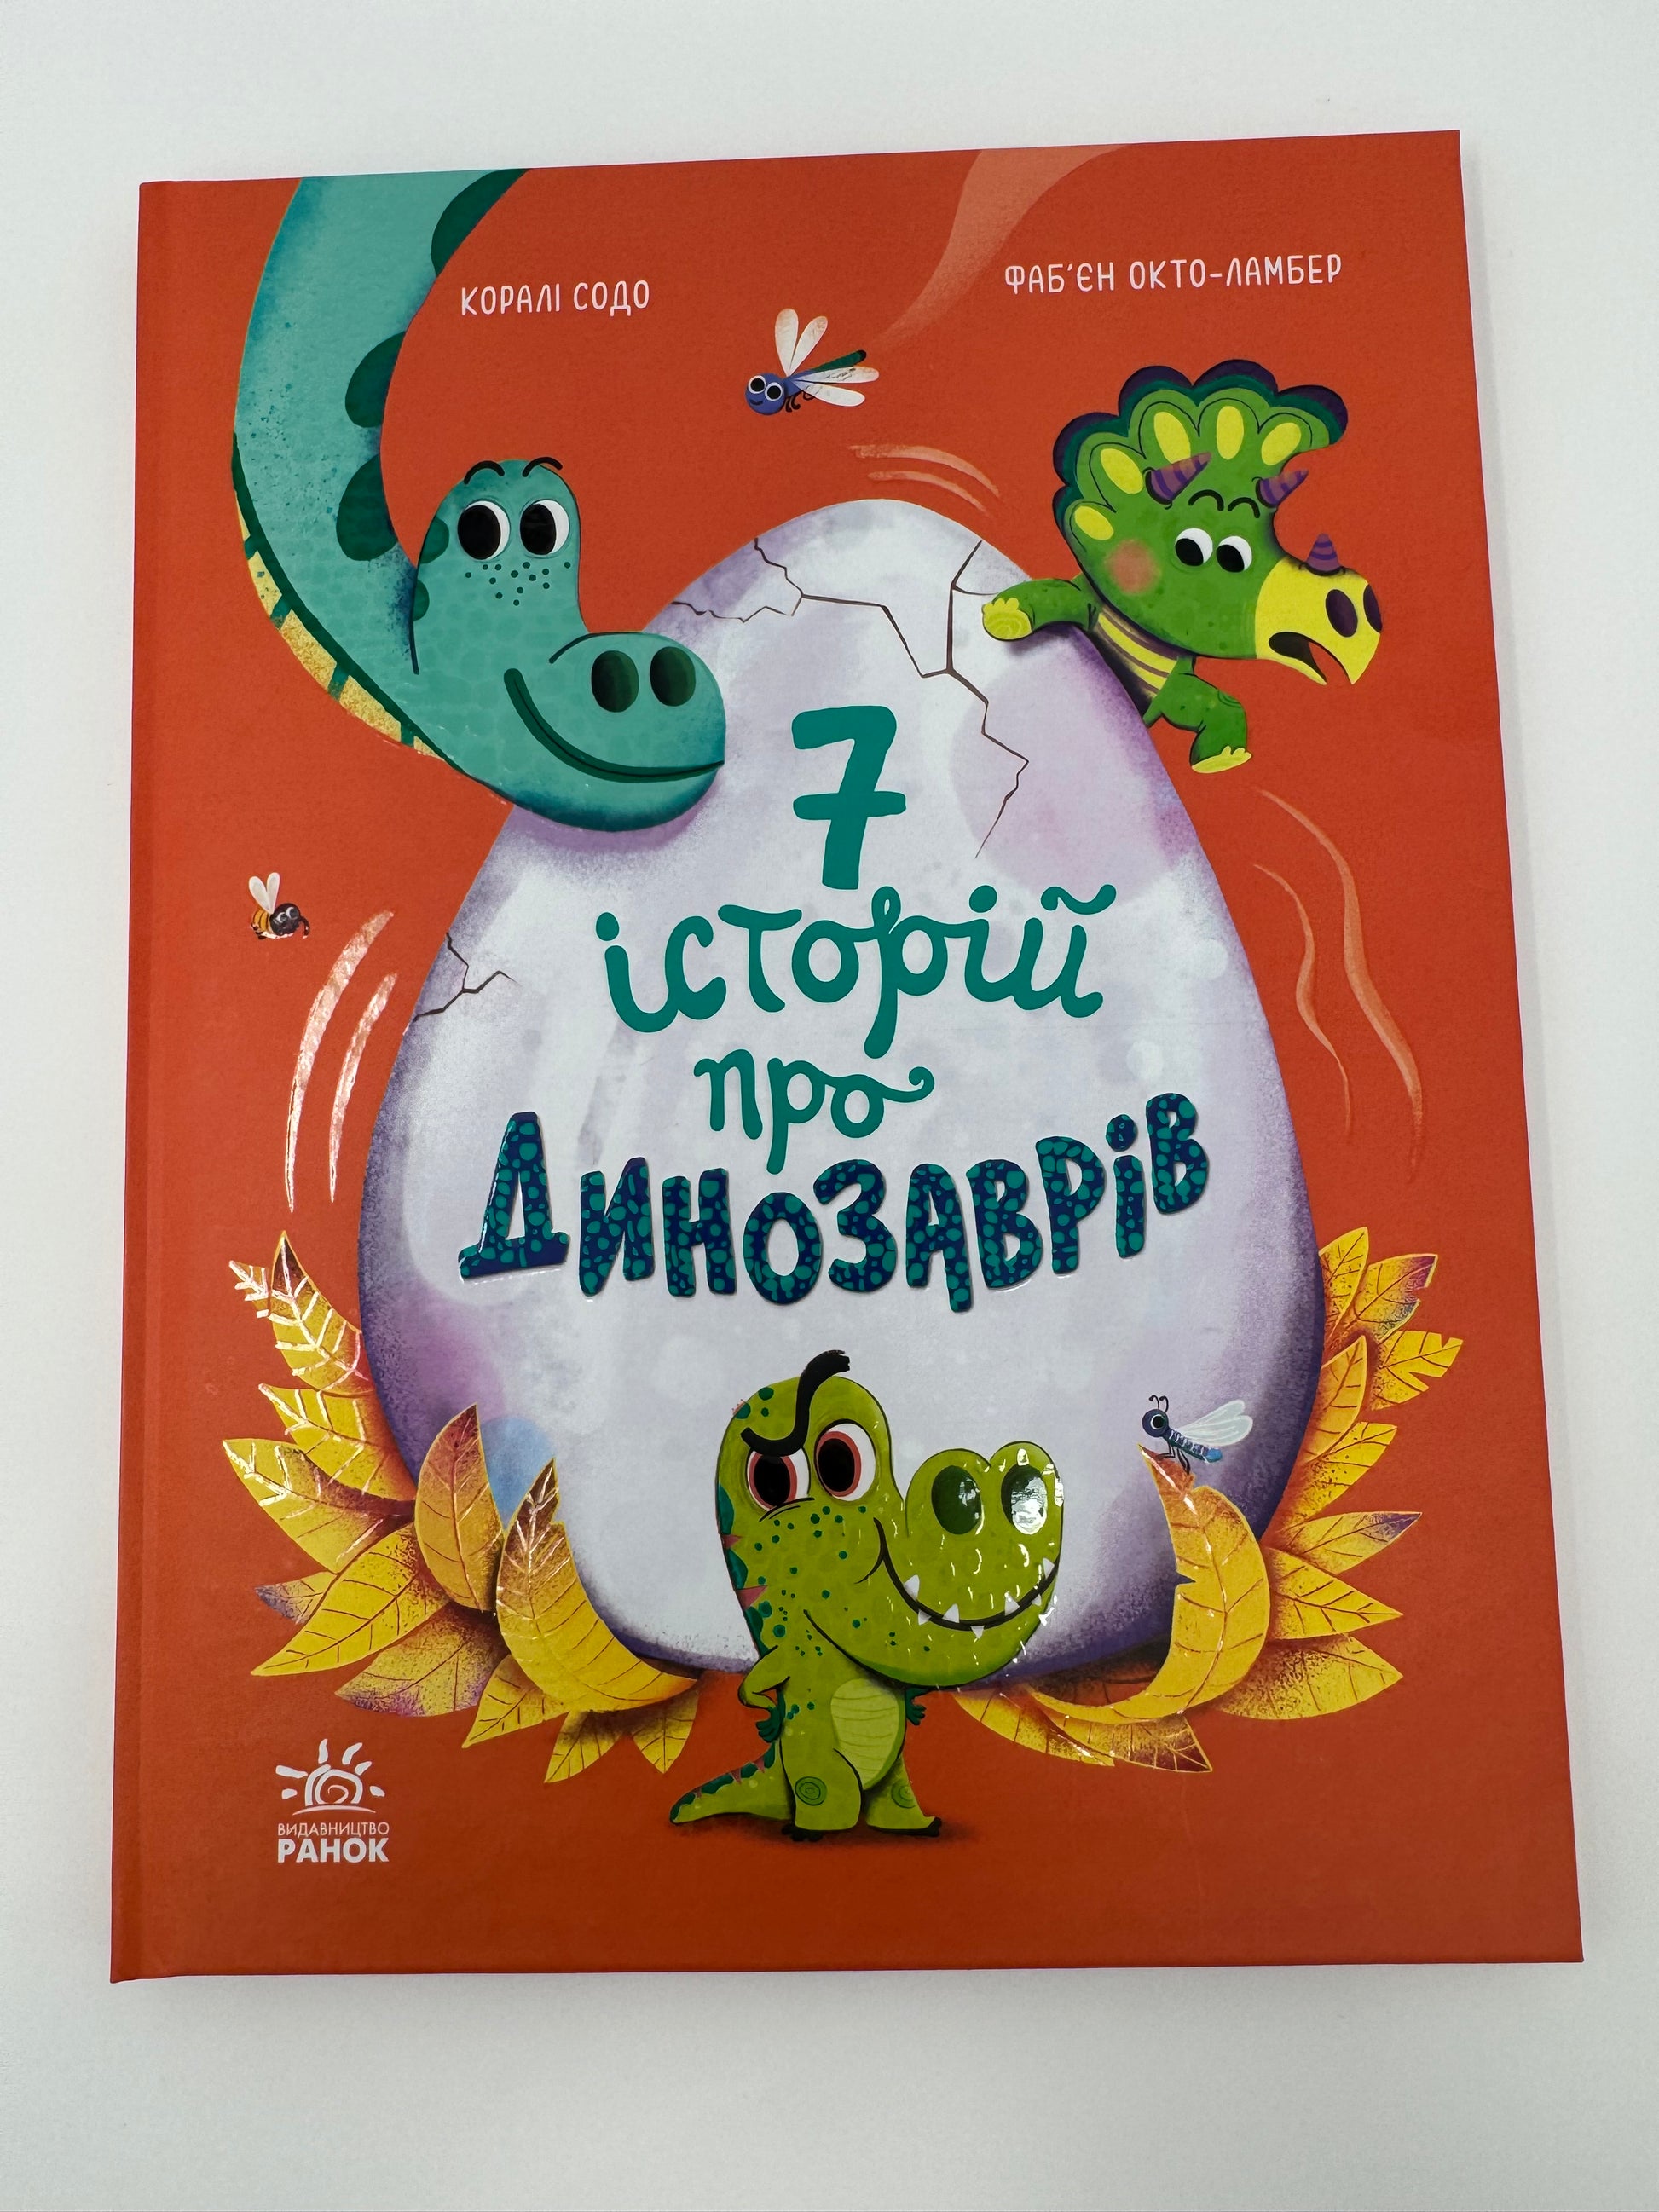 КОРАЛІ СОДО
ФАБ'ЄН ОКТО-ЛАМБЕР
7
історій
про
ДИНОЗАВРІВ
ВИДАВНИЦТВО
РАНОК